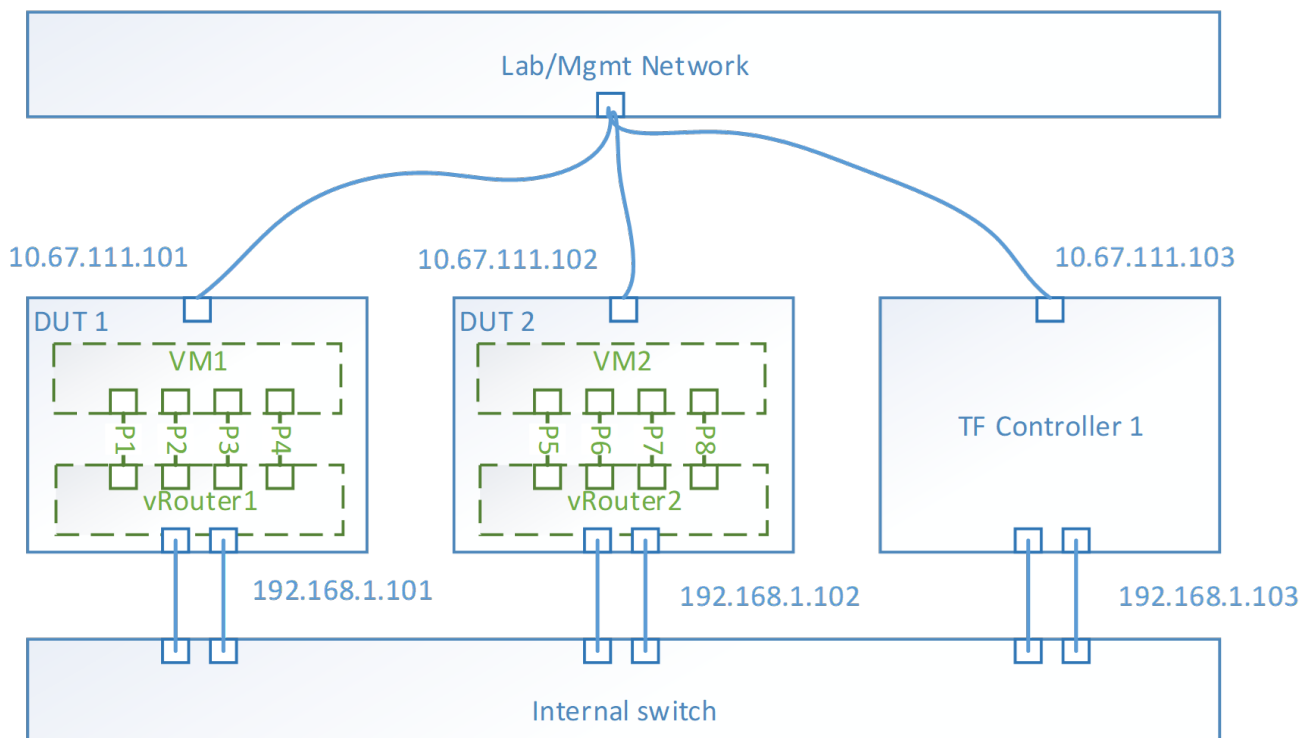 Lab/Mgmt Network
10.67.111.101
10.67.111.102
10.67.111.103
DUT 1
VM1
P1
P2
P3
P4
vRouter1
DUT 2
VM2
P5
P6
P7
P8
vRouter2
TF Controller 1
192.168.1.101
192.168.1.102
192.168.1.103
Internal switch